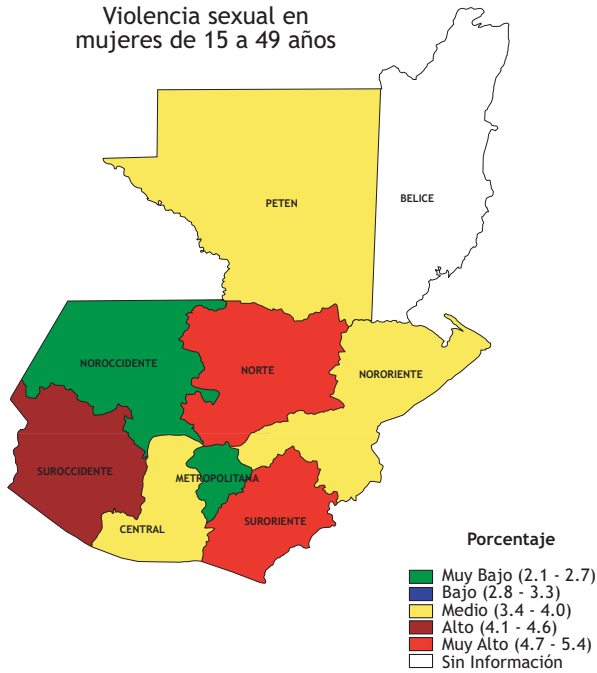 Violencia sexual en
mujeres de 15 a 49 años
PETEN
BELICE
NOROCCIDENTE
NORTE
NORORIENTE
SUROCCIDENTE
METROPOLITANA
CENTRAL
SURORIENTE
Porcentaje
Muy Bajo (2.1 - 2.7)
Bajo (2.8 - 3.3)
Medio (3.4 - 4.0)
Alto (4.1 - 4.6)
Muy Alto (4.7 - 5.4)
Sin Información